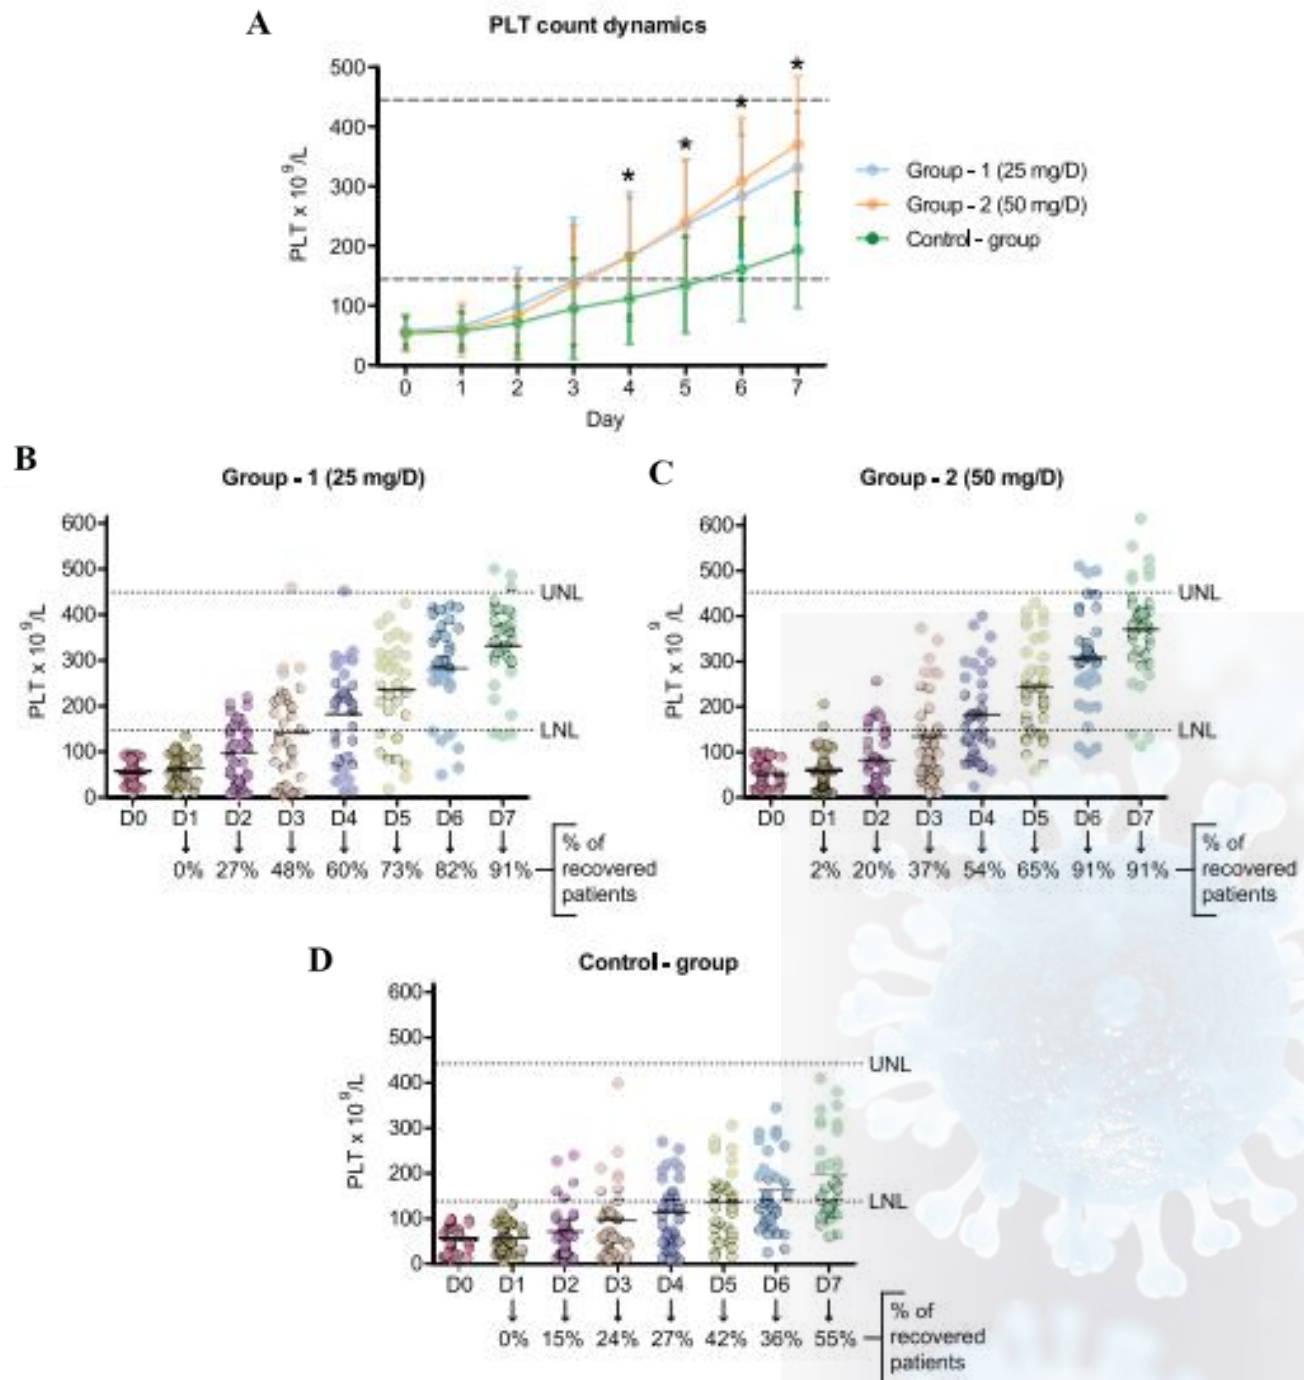 A
PLT count dynamics
500
400
300
200
100
0
PLT x 10 9/L
* * * *
0 1 2 3 4 5 6 7
Day
Group - 1 (25 mg/D)
Group - 2 (50 mg/D)
Control - group
B
Group - 1 (25 mg/D)
600
500
400
300
200
100
0
PLT x 10 9/L
UNL
LNL
D0 D1 D2 D3 D4 D5 D6 D7
0% 27% 48% 60% 73% 82% 91%
% of
recovered
patients
C
Group - 2 (50 mg/D)
600
500
400
300
200
100
0
PLT x 10 9/L
UNL
LNL
D0 D1 D2 D3 D4 D5 D6 D7
2% 20% 37% 54% 65% 91% 91%
% of
recovered
patients
D
Control - group
600
500
400
300
200
100
0
PLT x 10 9/L
UNL
LNL
D0 D1 D2 D3 D4 D5 D6 D7
0% 15% 24% 27% 42% 36% 55%
% of
recovered
patients